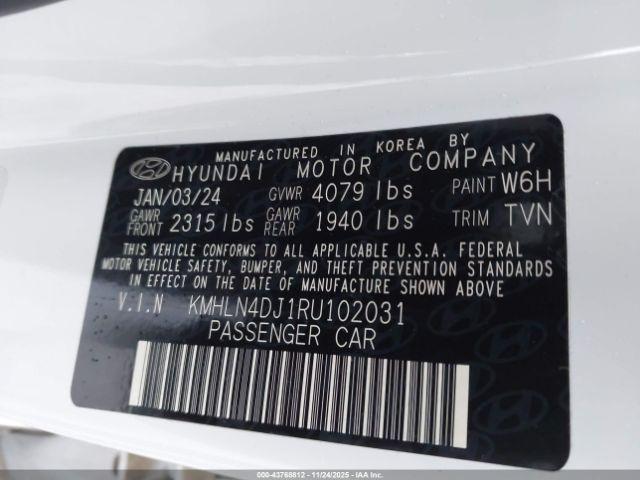 MANUFACTURED IN KOREA BY
HYUNDAI MOTOR COMPANY
JAN/03/24 GVWR 4079 lbs PAINT W6H
GAWR FRONT 2315 lbs GAWR REAR 1940 lbs TRIM TVN
THIS VEHICLE CONFORMS TO ALL APPLICABLE U.S.A. FEDERAL
MOTOR VEHICLE SAFETY, BUMPER, AND THEFT PREVENTION STANDARDS
IN EFFECT ON THE DATE OF MANUFACTURE SHOWN ABOVE.
V.I.N KMHLN4DJ1RU102031
PASSENGER CAR
000-43768812 - 11/24/2025 - IAA Inc.